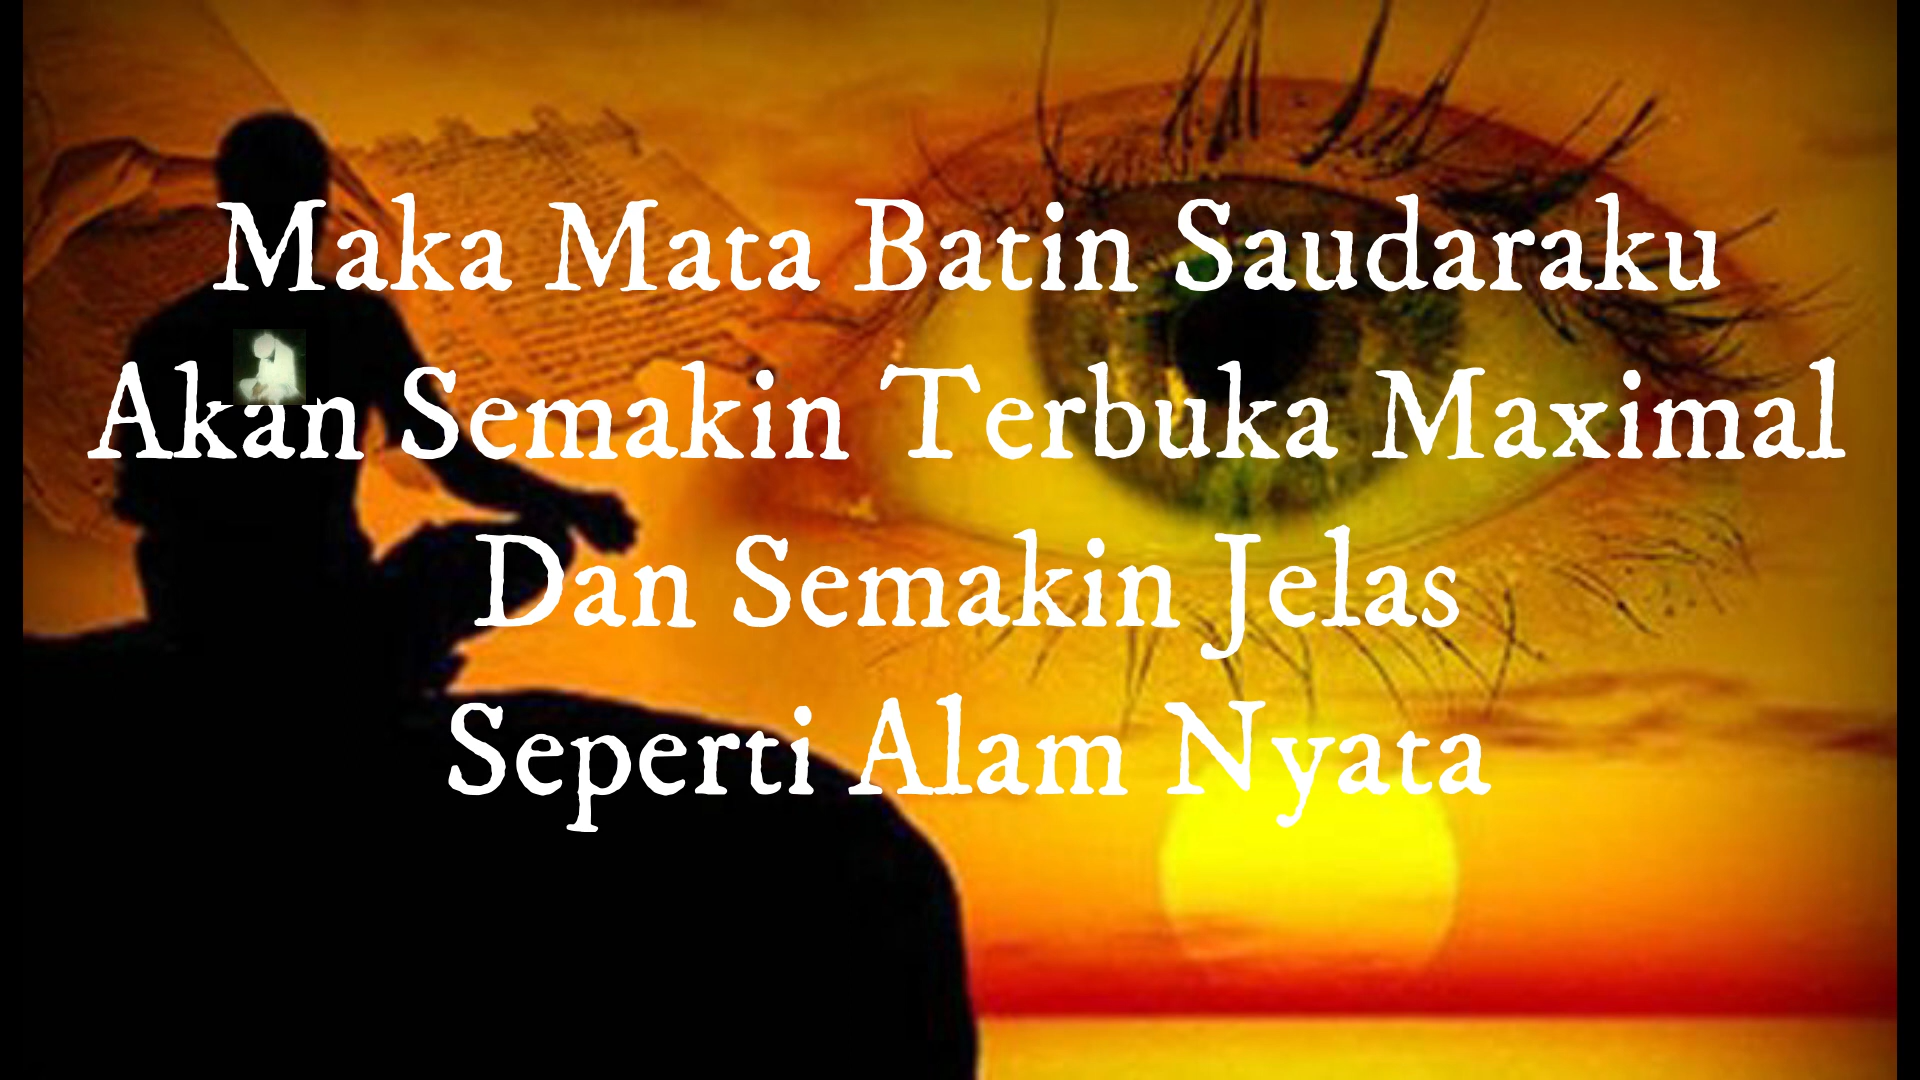 Maka Mata Batin Saudaraku
Akan Semakin Terbuka Maximal
Dan Semakin Jelas
Seperti Alam Nyata